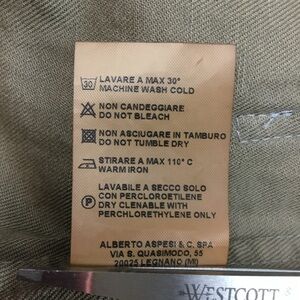 30
LAVARE A MAX 30°
MACHINE WASH COLD
NON CANDEGGIARE
DO NOT BLEACH
NON ASCIUGARE IN TAMBURO
DO NOT TUMBLE DRY
STIRARE A MAX 110° C
WARM IRON
LAVABILE A SECCO SOLO
CON PERCLOROETILENE
P
DRY CLENABLE WITH
PERCHLORETHYLENE ONLY
ALBERTO ASPESI & C. SPA
VIA S. QUASIMODO, 55
20025 LEGNANO (MI)
WESTCOTT